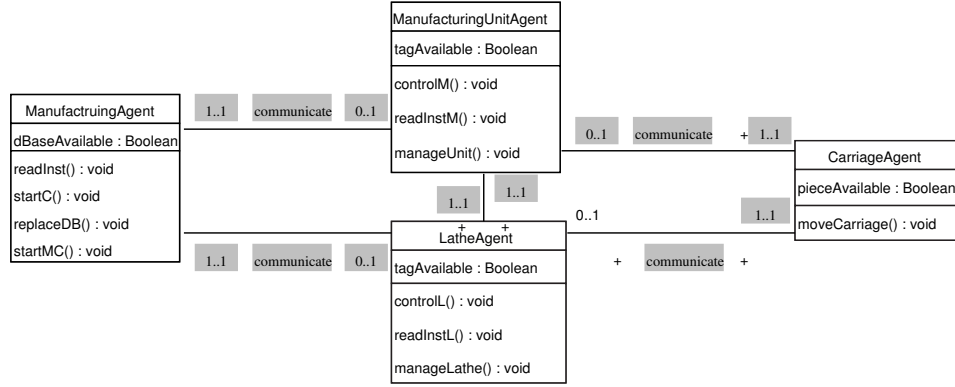 ManufacturingUnitAgent
tagAvailable : Boolean
controlM() : void
readInstM() : void
manageUnit() : void
ManufactruingAgent
dBaseAvailable : Boolean
readInst() : void
startC() : void
replaceDB() : void
startMC() : void
1..1 communicate 0..1
0..1 communicate + 1..1
CarriageAgent
pieceAvailable : Boolean
moveCarriage() : void
1..1
1..1
+ +
0..1
1..1
+ communicate +
1..1 communicate 0..1
LatheAgent
tagAvailable : Boolean
controlL() : void
readInstL() : void
manageLathe() : void